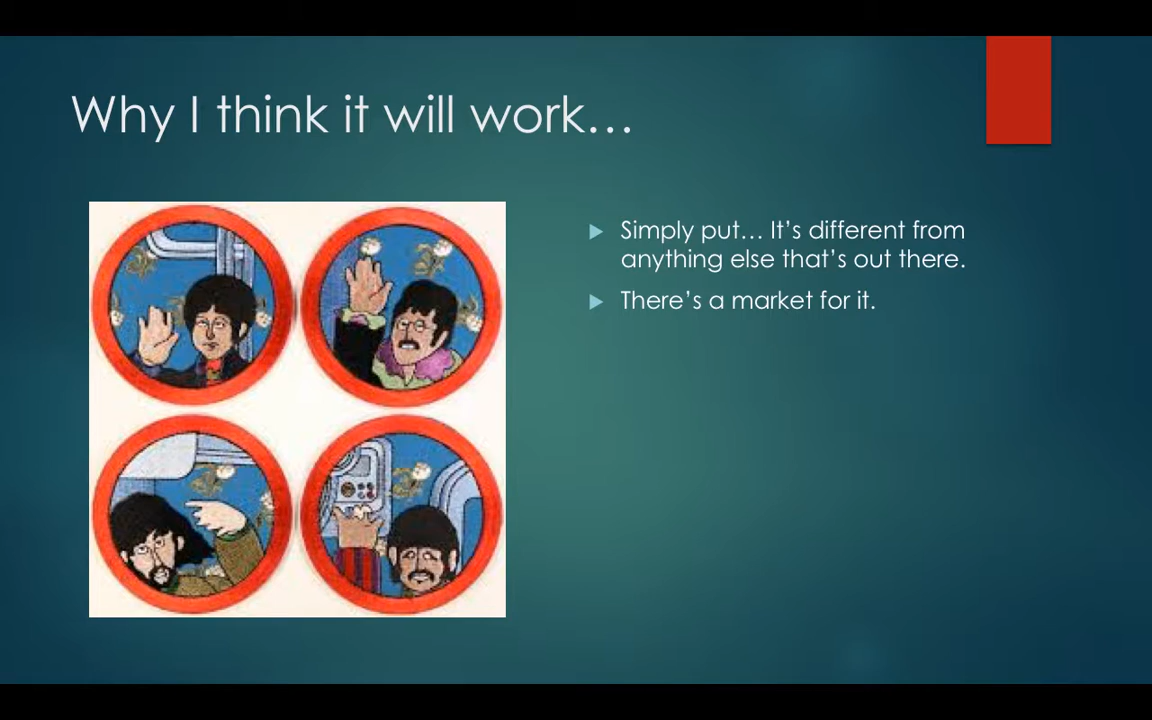 Why I think it will work…
Simply put… It’s different from
anything else that’s out there.
There’s a market for it.